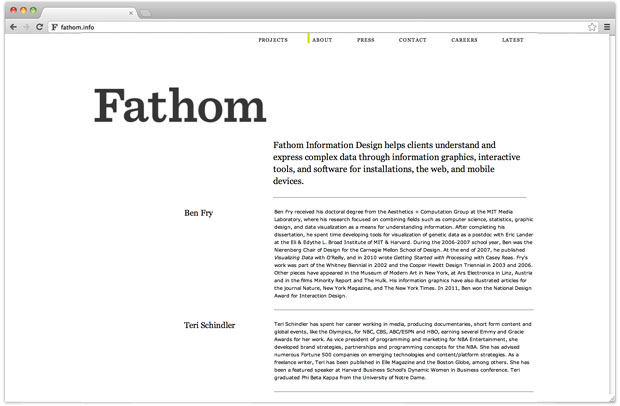 fathom.info
PROJECTS ABOUT PRESS CONTACT CAREERS LATEST
Fathom
Fathom Information Design helps clients understand and
express complex data through information graphics, interactive
tools, and software for installations, the web, and mobile
devices.
Ben Fry
Ben Fry received his doctoral degree from the Aesthetics + Computation Group at the MIT Media
Laboratory, where his research focused on combining fields such as computer science, statistics, graphic
design, and data visualization as a means for understanding information. After completing his
dissertation, he spent time developing tools for visualization of genetic data as a postdoc with Eric Lander
at the Eli & Edythe L. Broad Institute of MIT & Harvard. During the 2006-2007 school year, Ben was the
Nierenberg Chair of Design for the Carnegie Mellon School of Design. At the end of 2007, he published
Visualizing Data with O'Reilly, and in 2010 wrote Getting Started with Processing with Casey Reas. Fry's
work was part of the Whitney Biennial in 2002 and the Cooper Hewitt Design Triennial in 2003 and 2006.
Other pieces have appeared in the Museum of Modern Art in New York, at Ars Electronica in Linz, Austria
and in the films Minority Report and The Hulk. His information graphics have also illustrated articles for
the journal Nature, New York Magazine, and The New York Times. In 2011, Ben won the National Design
Award for Interaction Design.
Teri Schindler
Teri Schindler has spent her career working in media, producing documentaries, short form content and
global events, like the Olympics, for NBC, CBS, ABC/ESPN and HBO, earning several Emmy and Gracie
Awards for her work. As vice president of programming and marketing for NBA Entertainment, she
developed brand strategies, partnerships and programming concepts for the NBA. She has advised
numerous Fortune 500 companies on emerging technologies and content/platform strategies. As a
freelance writer, Teri has been published in Elle Magazine and the Boston Globe, among others. She has
been a featured speaker at Harvard Business School's Dynamic Women in Business conference. Teri
graduated Phi Beta Kappa from the University of Notre Dame.